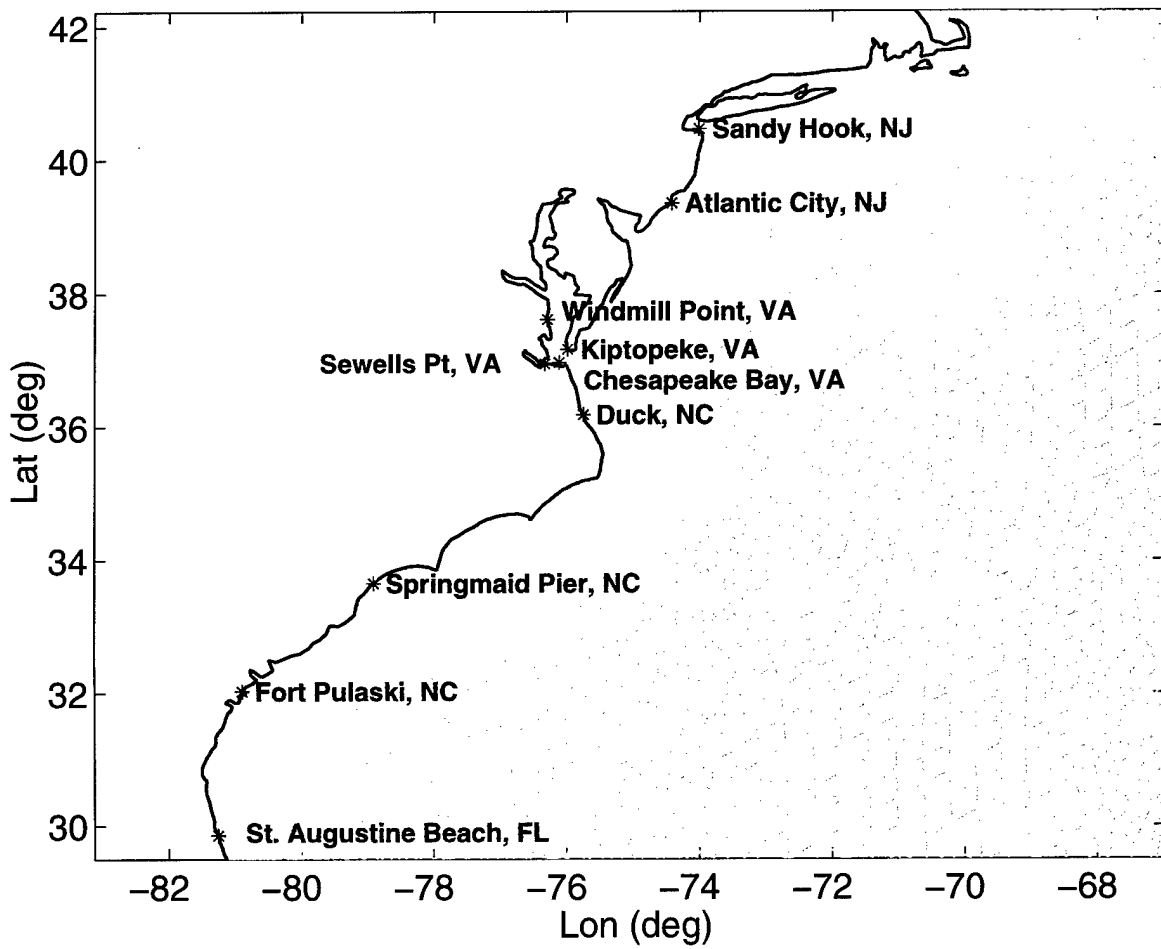 42
Sandy Hook, NJ
40
Atlantic City, NJ
38
Windmill Point, VA
Kiptopeke, VA
Sewells Pt, VA
Chesapeake Bay, VA
36
Duck, NC
Lat (deg)
34
Springmaid Pier, NC
32
Fort Pulaski, NC
30
St. Augustine Beach, FL
−82 −80 −78 −76 −74 −72 −70 −68
Lon (deg)